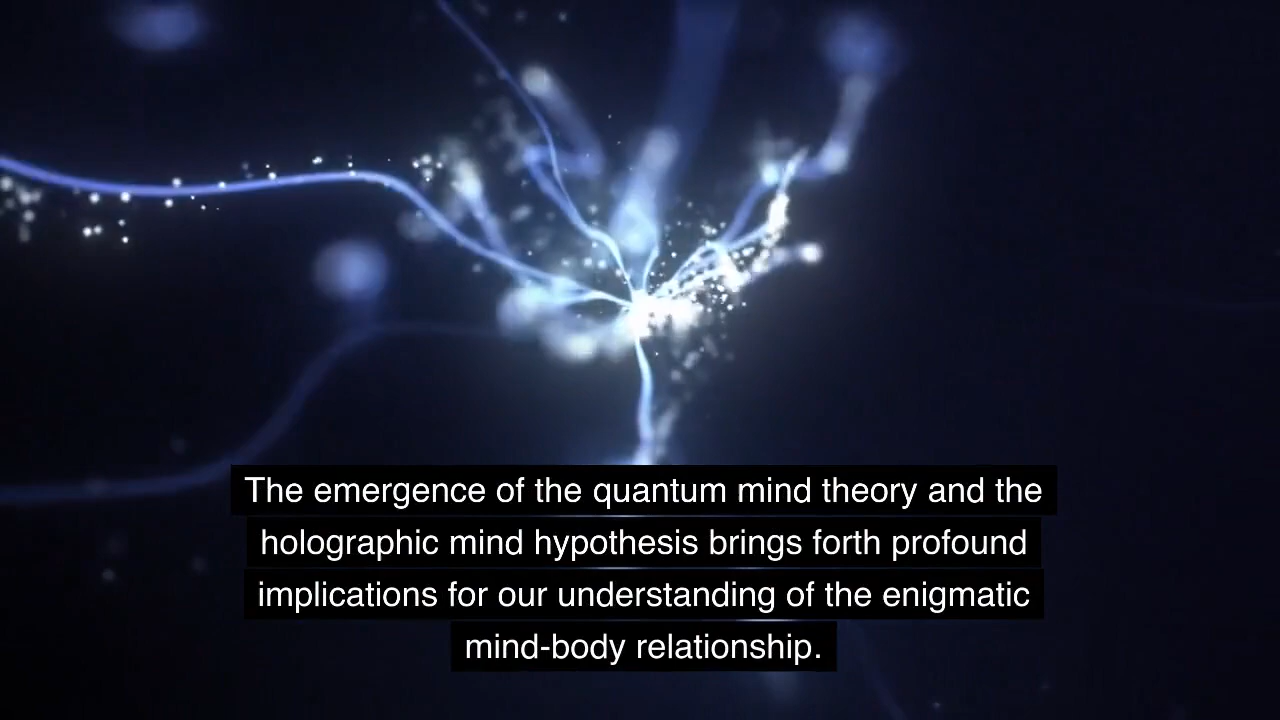 The emergence of the quantum mind theory and the
holographic mind hypothesis brings forth profound
implications for our understanding of the enigmatic
mind-body relationship.